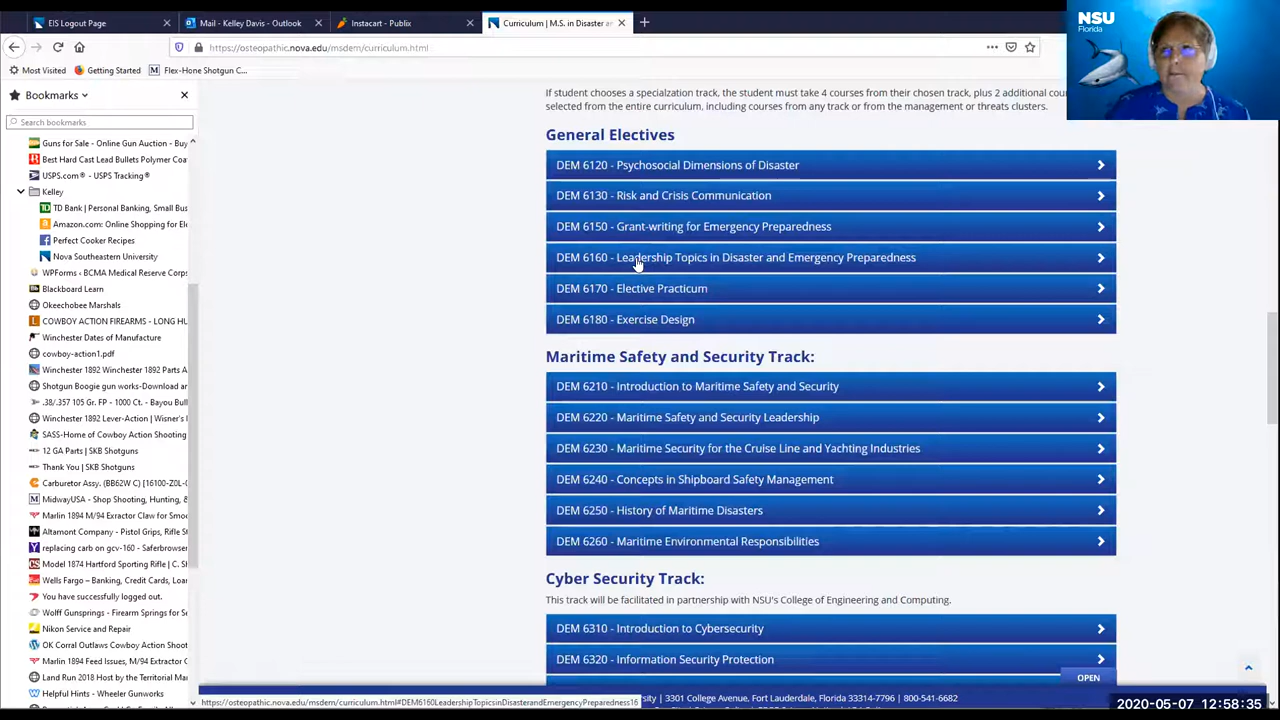 EIS Logout Page
Mail - Kelley Davis - Outlook
Instacart - Publix
Curriculum | M.S. in Disaster an
https://osteopathic.nova.edu/msdem/curriculum.html
Most Visited
Getting Started
Flex-Hone Shotgun C...
NSU
Florida
Bookmarks
Search bookmarks
Guns for Sale - Online Gun Auction - Buy
Best Hard Cast Lead Bullets Polymer Coa
USPS.com® - USPS Tracking®
Kelley
TD Bank | Personal Banking, Small Bus
Amazon.com: Online Shopping for Ele
Perfect Cooker Recipes
Nova Southeastern University
WPForms ‹ BCMA Medical Reserve Corps
Blackboard Learn
Okeechobee Marshals
COWBOY ACTION FIREARMS - LONG HU
Winchester Dates of Manufacture
cowboy-action1.pdf
Winchester 1892 Winchester 1892 Parts A
Shotgun Boogie gun works-Download an
.38/.357 105 Gr. FP - 1000 Ct. - Bayou Bul
Winchester 1892 Lever-Action | Wisner's
SASS-Home of Cowboy Action Shooting
12 GA Parts | SKB Shotguns
Thank You | SKB Shotguns
Carburetor Assy. (BB62W C) [16100-Z0L-
MidwayUSA - Shop Shooting, Hunting, &
Marlin 1894 M/94 Extractor Claw for Smoo
Altamont Company - Pistol Grips, Rifle St
replacing carb on gcv-160 - Saferbrowser
Model 1874 Hartford Sporting Rifle | C.
Wells Fargo – Banking, Credit Cards, Loan
You have successfully logged out.
Wolff Gunsprings - Firearm Springs for Se
Nikon Service and Repair
OK Corral Outlaws Cowboy Action Shoot
Marlin 1894 Feed Issues, M/94 Extractor C
Land Run 2018 Hosted by the Territorial Mar
Helpful Hints - Wheeler Gunworks
If student chooses a specialization track, the student must take 4 courses from their chosen track, plus 2 additional cou
selected from the entire curriculum, including courses from any track or from the management or threats clusters.
General Electives
DEM 6120 - Psychosocial Dimensions of Disaster
DEM 6130 - Risk and Crisis Communication
DEM 6150 - Grant-writing for Emergency Preparedness
DEM 6160 - Leadership Topics in Disaster and Emergency Preparedness
DEM 6170 - Elective Practicum
DEM 6180 - Exercise Design
Maritime Safety and Security Track:
DEM 6210 - Introduction to Maritime Safety and Security
DEM 6220 - Maritime Safety and Security Leadership
DEM 6230 - Maritime Security for the Cruise Line and Yachting Industries
DEM 6240 - Concepts in Shipboard Safety Management
DEM 6250 - History of Maritime Disasters
DEM 6260 - Maritime Environmental Responsibilities
Cyber Security Track:
This track will be facilitated in partnership with NSU's College of Engineering and Computing.
DEM 6310 - Introduction to Cybersecurity
DEM 6320 - Information Security Protection
OPEN
https://osteopathic.nova.edu/msdem/curriculum.html#DEM6160LeadershipTopicsinDisasterandEmergencyPreparedness16
rsity | 3301 College Avenue, Fort Lauderdale, Florida 33314-7796 | 800-541-6682
2020-05-07 12:58:35